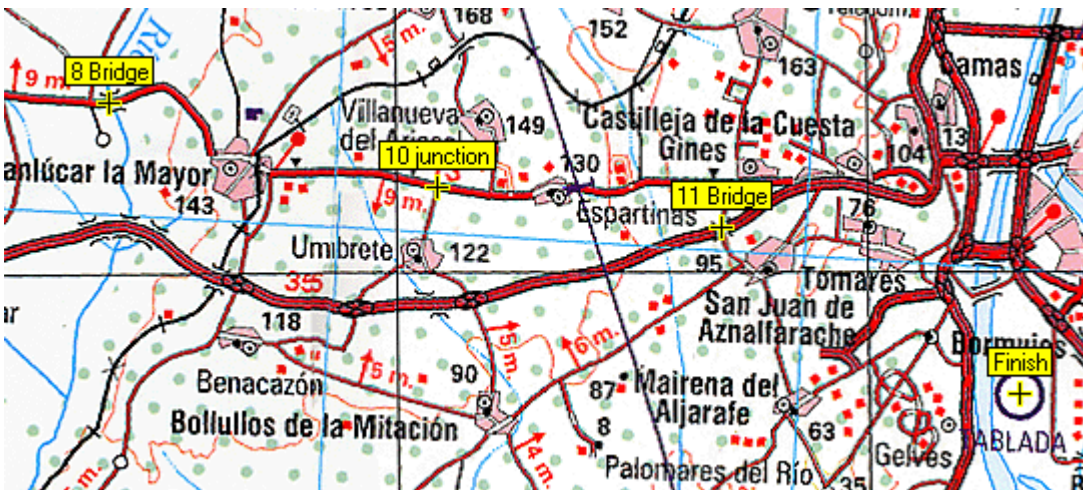 168
152
163
5 m.
8 Bridge
9 m.
Villanueva
149
Castilleja de la Cuesta
Gines
13
104
10 junction
130
anlúcar la Mayor
143
9 m.
11 Bridge
Espartinas
76
Umbrete
122
95
Tomares
355
San Juan de
Aznalfarache
118
Bormujos
Benacazón
5 m.
5 m.
6 m.
90
87
Mairena del
Aljarafe
Finish
Bollullos de la Mitación
8
63
Gelves
TABLADA
4 m.
Palomares del Río
35
m.